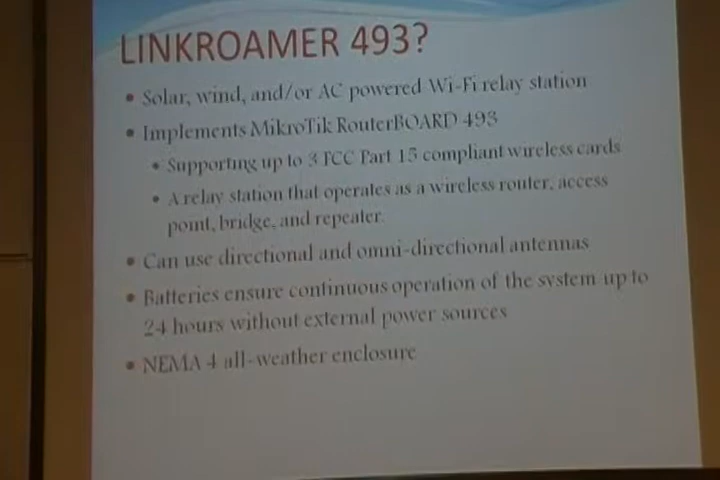 LINKROAMER 493?
• Solar, wind, and/or AC powered Wi-Fi relay station
• Implements MikroTik RouterBOARD 493
• Supporting up to 3 FCC Part 15 compliant wireless cards
• A relay station that operates as a wireless router, access
point, bridge, and repeater.
• Can use directional and omni-directional antennas
• Batteries ensure continuous operation of the system up to
24 hours without external power sources
• NEMA 4 all-weather enclosure